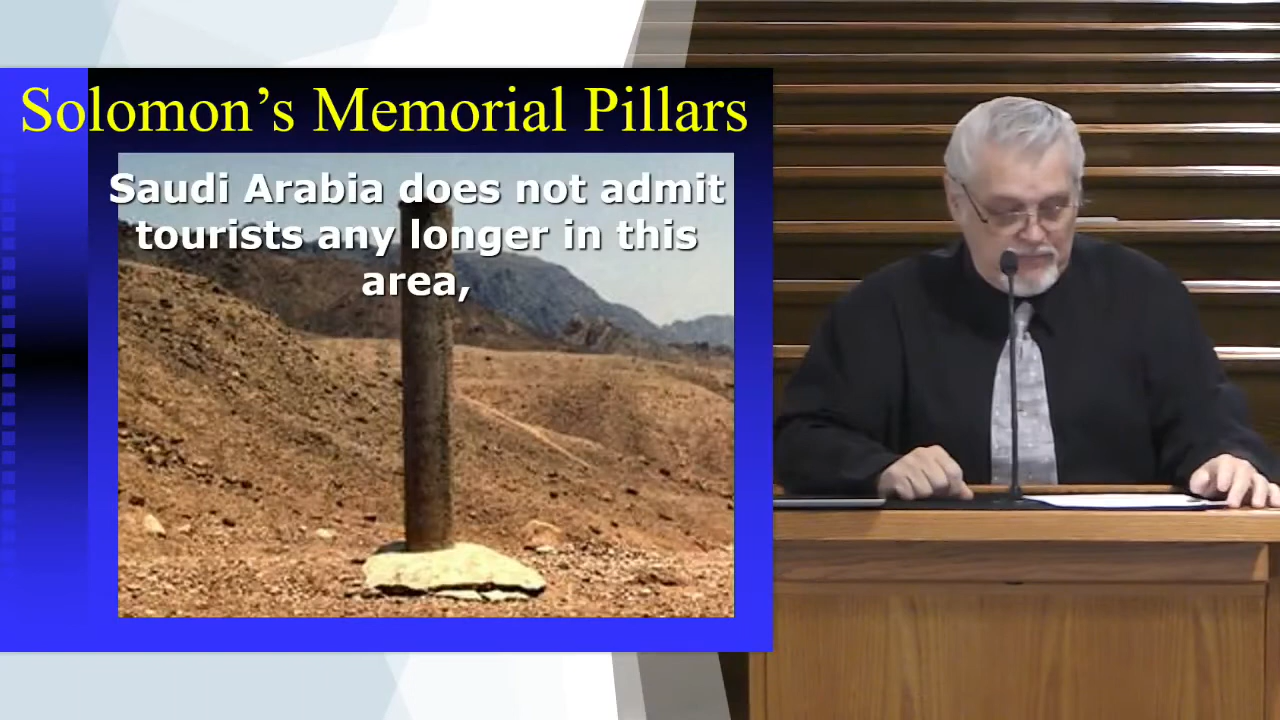 Solomon’s Memorial Pillars
Saudi Arabia does not admit
tourists any longer in this
area,